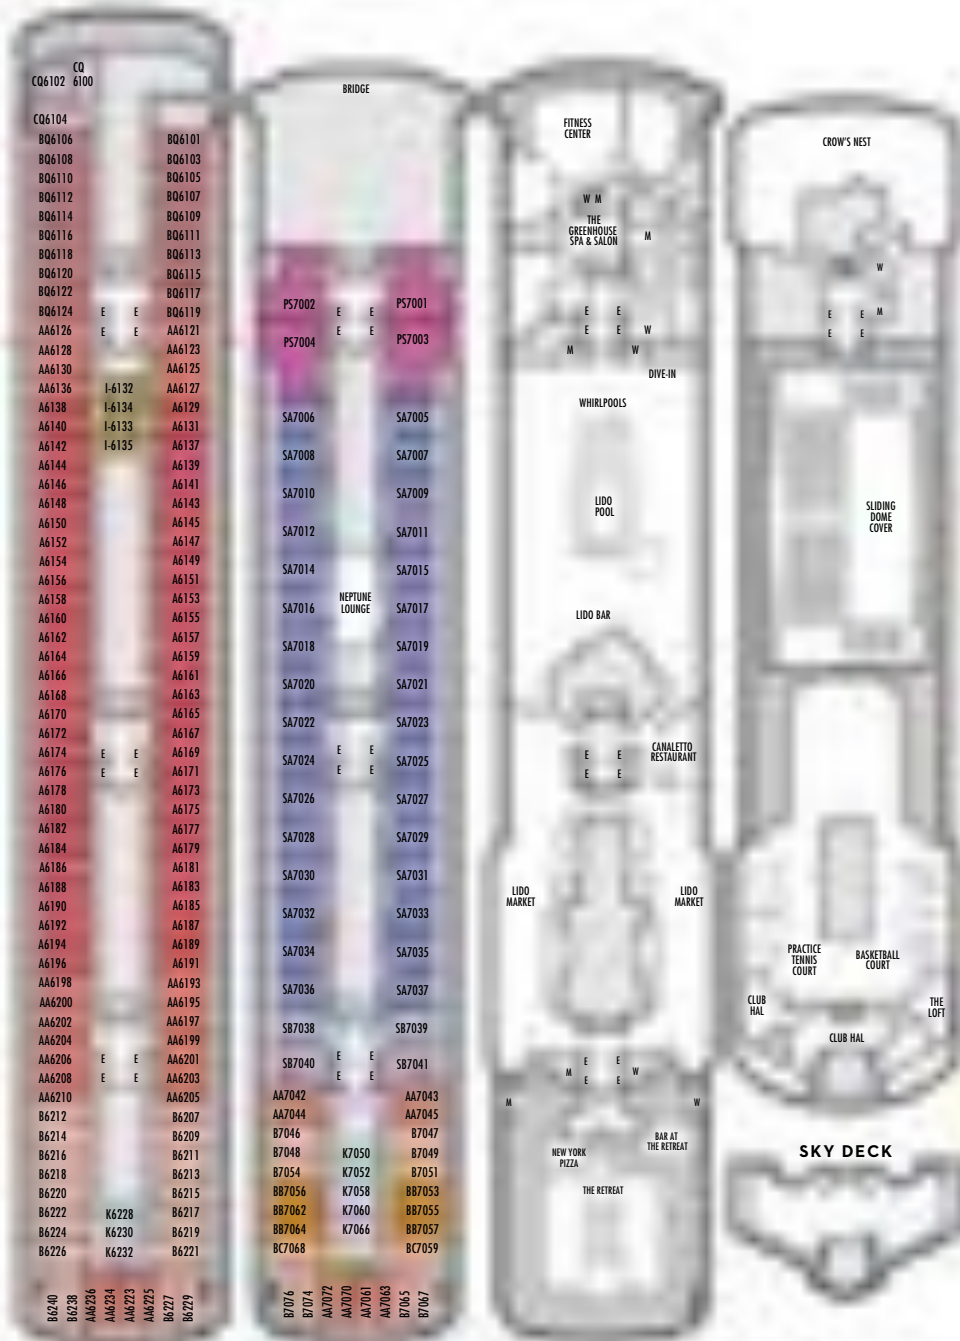 CQ
CQ6102 6100
CQ6104
BQ6106 BQ6101
BQ6108 BQ6103
BQ6110 BQ6105
BQ6112 BQ6107
BQ6114 BQ6109
BQ6116 BQ6111
BQ6118 BQ6113
BQ6120 BQ6115
BQ6122 BQ6117
BQ6124 E E BQ6119
AA6126 E E AA6121
AA6128 AA6123
AA6130 AA6125
AA6136 I-6132 AA6127
A6138 I-6134 A6129
A6140 I-6133 A6131
A6142 I-6135 A6137
A6144 A6139
A6146 A6141
A6148 A6143
A6150 A6145
A6152 A6147
A6154 A6149
A6156 A6151
A6158 A6153
A6160 A6155
A6162 A6157
A6164 A6159
A6166 A6161
A6168 A6163
A6170 A6165
A6172 A6167
A6174 E E A6169
A6176 E E A6171
A6178 A6173
A6180 A6175
A6182 A6177
A6184 A6179
A6186 A6181
A6188 A6183
A6190 A6185
A6192 A6187
A6194 A6189
A6196 A6191
AA6198 AA6193
AA6200 AA6195
AA6202 AA6197
AA6204 AA6199
AA6206 E E AA6201
AA6208 E E AA6203
AA6210 AA6205
B6212 B6207
B6214 B6209
B6216 B6211
B6218 B6213
B6220 B6215
B6222 K6228 B6217
B6224 K6230 B6219
B6226 K6232 B6221
B6240 B6238 AA6236 AA6234 AA6223 AA6225 B6227 B6229
BRIDGE
PS7002 E E PS7001
PS7004 E E PS7003
SA7006 SA7005
SA7008 SA7007
SA7010 SA7009
SA7012 SA7011
SA7014 SA7015
NEPTUNE
LOUNGE
SA7016 SA7017
SA7018 SA7019
SA7020 SA7021
SA7022 SA7023
E E
SA7024 SA7025
E E
SA7026 SA7027
SA7028 SA7029
SA7030 SA7031
SA7032 SA7033
SA7034 SA7035
SA7036 SA7037
SB7038 SB7039
E E
SB7040 SB7041
E E
AA7042 AA7043
AA7044 AA7045
B7046 B7047
B7048 K7050 B7049
B7054 K7052 B7051
BB7056 K7058 BB7053
BB7062 K7060 BB7055
BB7064 K7066 BB7057
BC7068 BC7059
B7076 B7074 AA7072 AA7070 AA7061 AA7063 B7065 B7067
FITNESS
CENTER
W M
THE
GREENHOUSE
SPA & SALON
M
E E
E E W
M W
DIVE-IN
WHIRLPOOLS
LIDO
POOL
LIDO BAR
CANALETTO
RESTAURANT
E E
E E
LIDO
MARKET
LIDO
MARKET
E E
M W
E E
M W
NEW YORK
PIZZA
BAR AT
THE RETREAT
THE RETREAT
CROW'S NEST
W
E E M
E E
SLIDING
DOME
COVER
PRACTICE
TENNIS
COURT
BASKETBALL
COURT
CLUB
HAL
THE
LOFT
CLUB HAL
SKY DECK